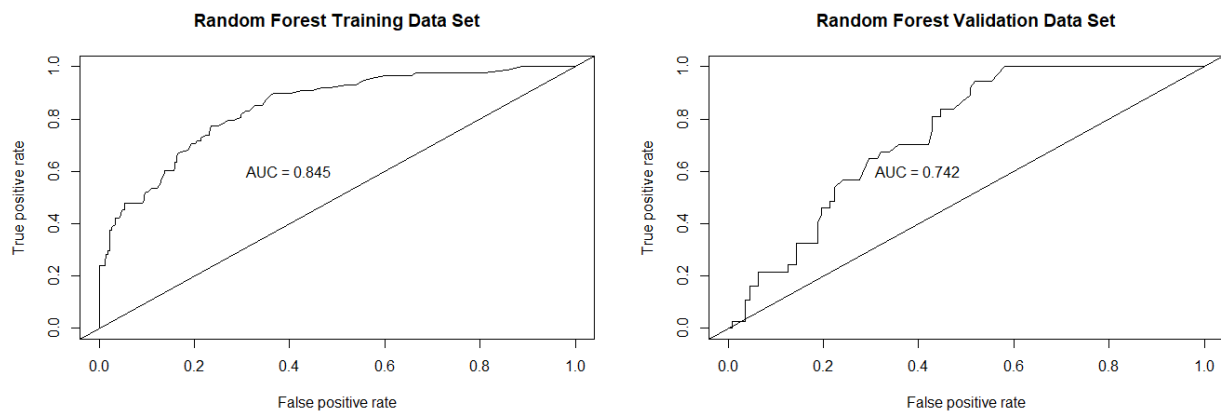 Random Forest Training Data Set
True positive rate
1.0
0.8
0.6
0.4
0.2
0.0
AUC = 0.845
0.0 0.2 0.4 0.6 0.8 1.0
False positive rate
Random Forest Validation Data Set
True positive rate
1.0
0.8
0.6
0.4
0.2
0.0
AUC = 0.742
0.0 0.2 0.4 0.6 0.8 1.0
False positive rate